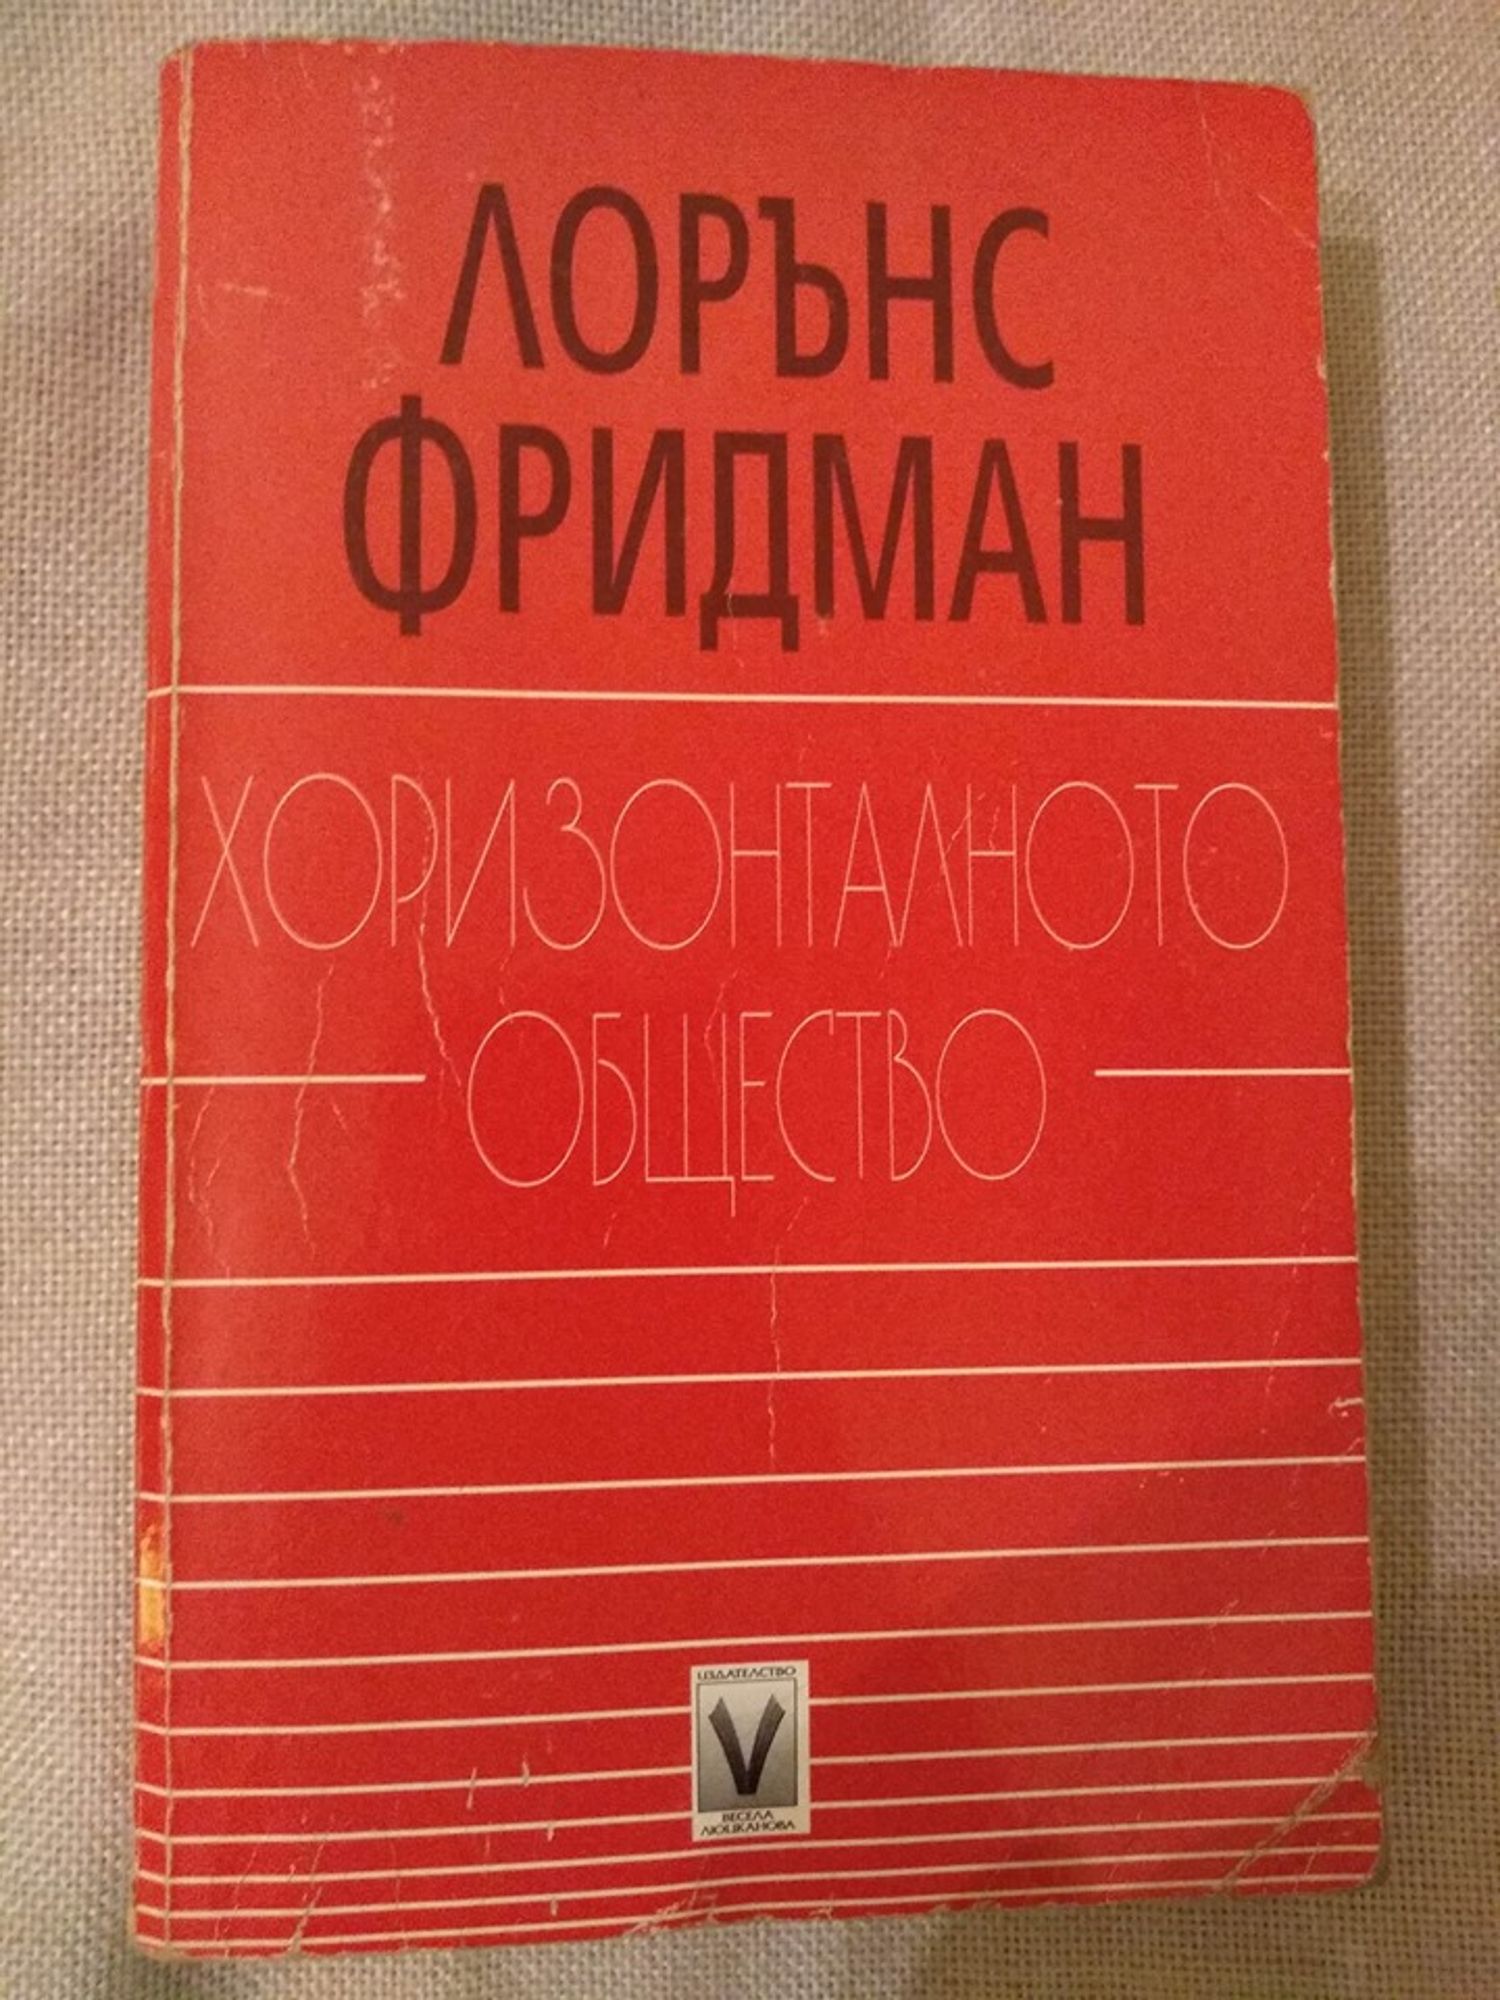 ЛОРЪНС
ФРИДМАН
ХОРИЗОНТАЛНОТО
ОБЩЕСТВО
ИЗДАТЕЛСТВО
V
ВЕСЕЛА
ЛЮЦКАНОВА